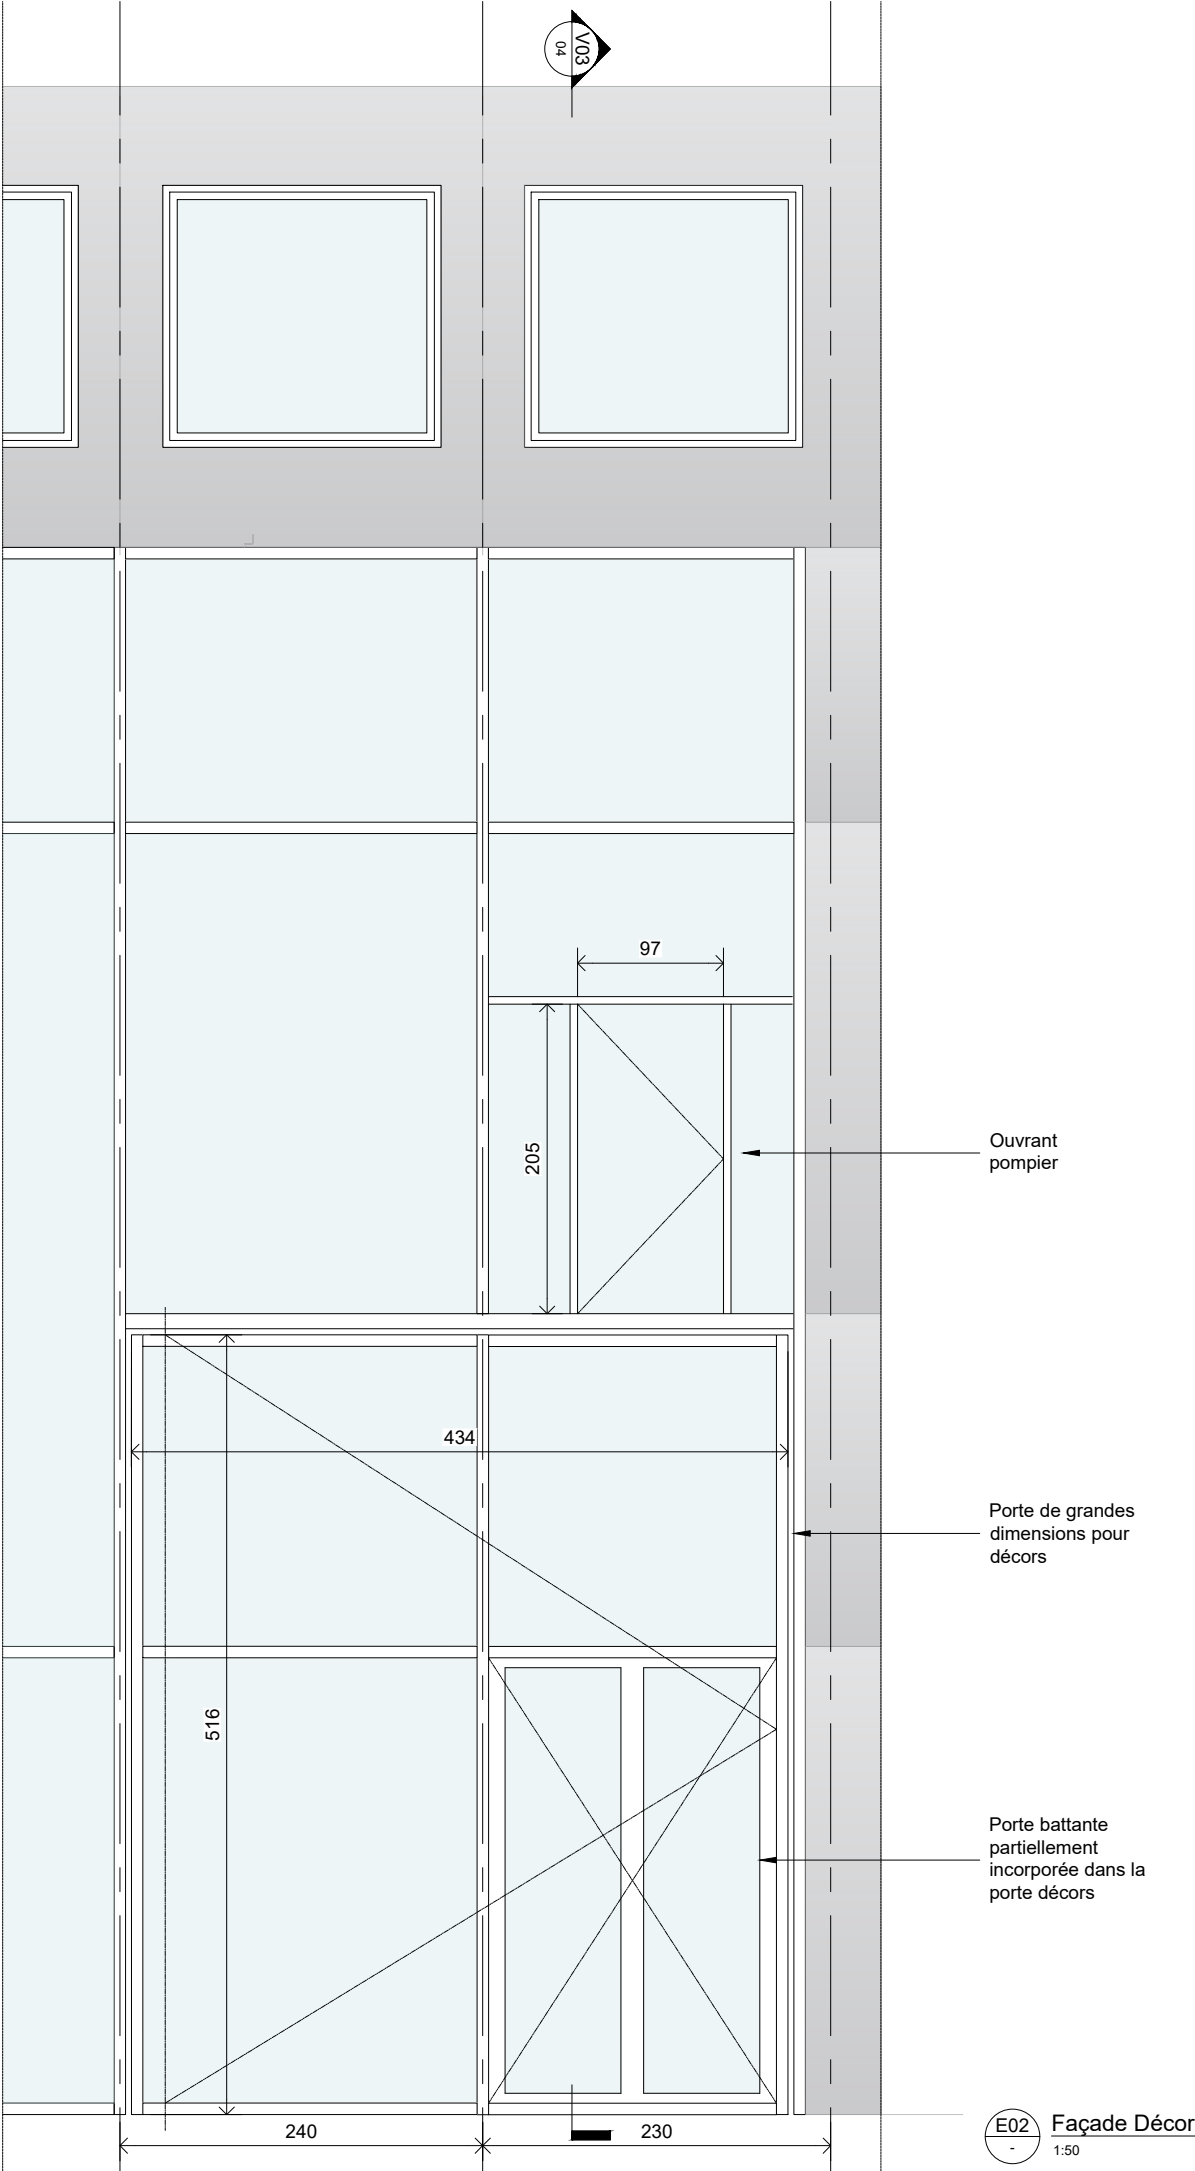 V03
04
97
205
Ouvrant
pompier
434
Porte de grandes
dimensions pour
décors
516
Porte battante
partiellement
incorporée dans la
porte décors
240
230
E02
-
Façade Décor
1:50